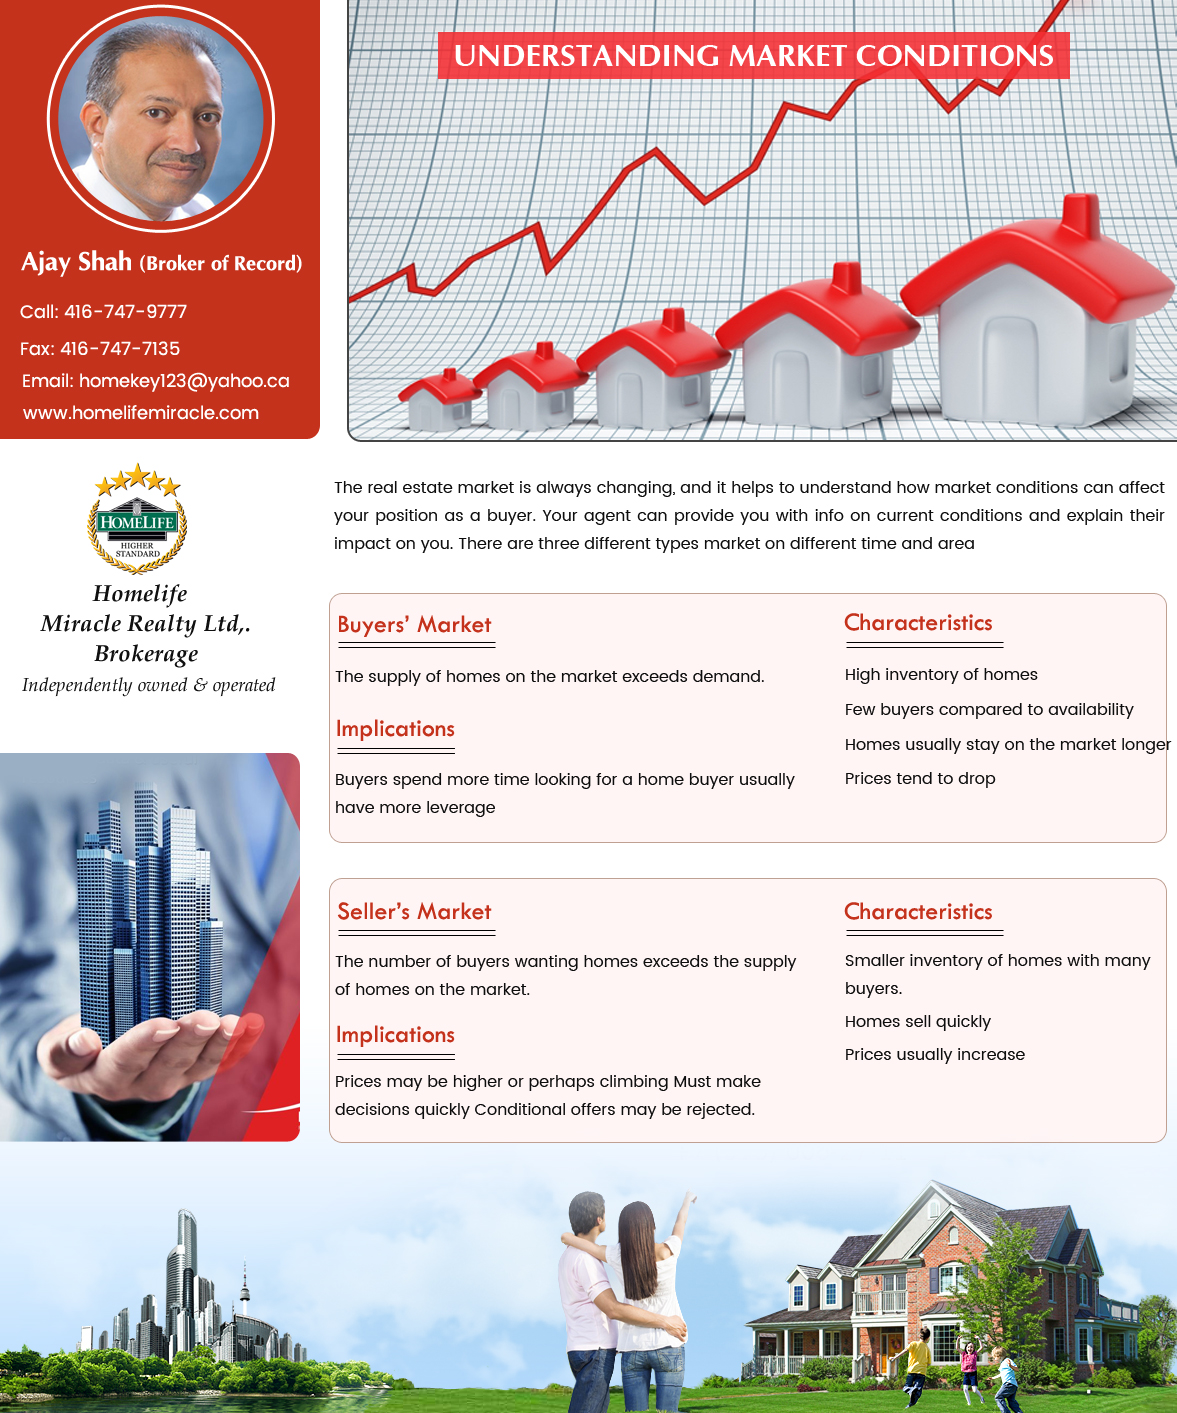 UNDERSTANDING MARKET CONDITIONS
Ajay Shah (Broker of Record)
Call: 416-747-9777
Fax: 416-747-7135
Email: homekey123@yahoo.ca
www.homelifemiracle.com
HOMELIFE
HIGHER
STANDARD
Homelife
Miracle Realty Ltd,.
Brokerage
Independently owned & operated
The real estate market is always changing, and it helps to understand how market conditions can affect
your position as a buyer. Your agent can provide you with info on current conditions and explain their
impact on you. There are three different types market on different time and area
Buyers' Market
The supply of homes on the market exceeds demand.
Implications
Buyers spend more time looking for a home buyer usually
have more leverage
Characteristics
High inventory of homes
Few buyers compared to availability
Homes usually stay on the market longer
Prices tend to drop
Seller's Market
The number of buyers wanting homes exceeds the supply
of homes on the market.
Implications
Prices may be higher or perhaps climbing Must make
decisions quickly Conditional offers may be rejected.
Characteristics
Smaller inventory of homes with many
buyers.
Homes sell quickly
Prices usually increase